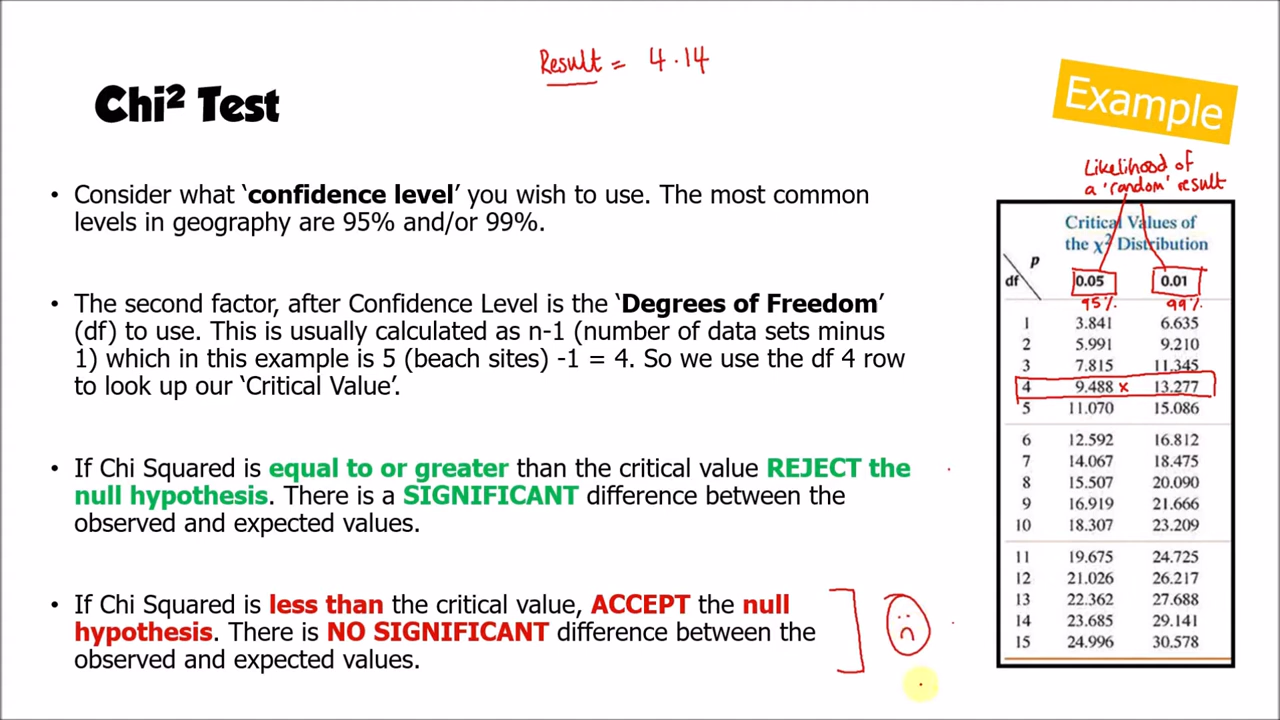 Result = 4.14
Chi² Test
Example
Likelihood of
a 'random' result
• Consider what ‘confidence level’ you wish to use. The most common
levels in geography are 95% and/or 99%.
• The second factor, after Confidence Level is the ‘Degrees of Freedom’
(df) to use. This is usually calculated as n-1 (number of data sets minus
1) which in this example is 5 (beach sites) -1 = 4. So we use the df 4 row
to look up our ‘Critical Value’.
• If Chi Squared is equal to or greater than the critical value REJECT the
null hypothesis. There is a SIGNIFICANT difference between the
observed and expected values.
• If Chi Squared is less than the critical value, ACCEPT the null
hypothesis. There is NO SIGNIFICANT difference between the
observed and expected values.
Critical Values of
the χ² Distribution
p
df 0.05 0.01
95% 99%
1 3.841 6.635
2 5.991 9.210
3 7.815 11.345
4 9.488 x 13.277
5 11.070 15.086
6 12.592 16.812
7 14.067 18.475
8 15.507 20.090
9 16.919 21.666
10 18.307 23.209
11 19.675 24.725
12 21.026 26.217
13 22.362 27.688
14 23.685 29.141
15 24.996 30.578